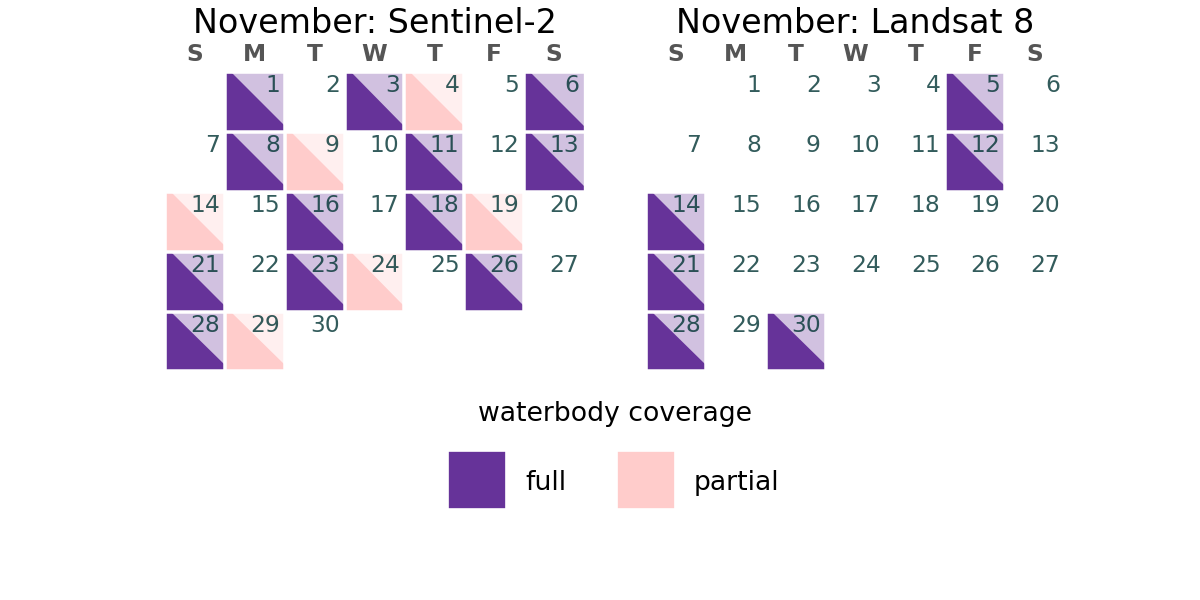 November: Sentinel-2
S M T W T F S
1 2 3 4 5 6
7 8 9 10 11 12 13
14 15 16 17 18 19 20
21 22 23 24 25 26 27
28 29 30
November: Landsat 8
S M T W T F S
1 2 3 4 5 6
7 8 9 10 11 12 13
14 15 16 17 18 19 20
21 22 23 24 25 26 27
28 29 30
waterbody coverage
full partial